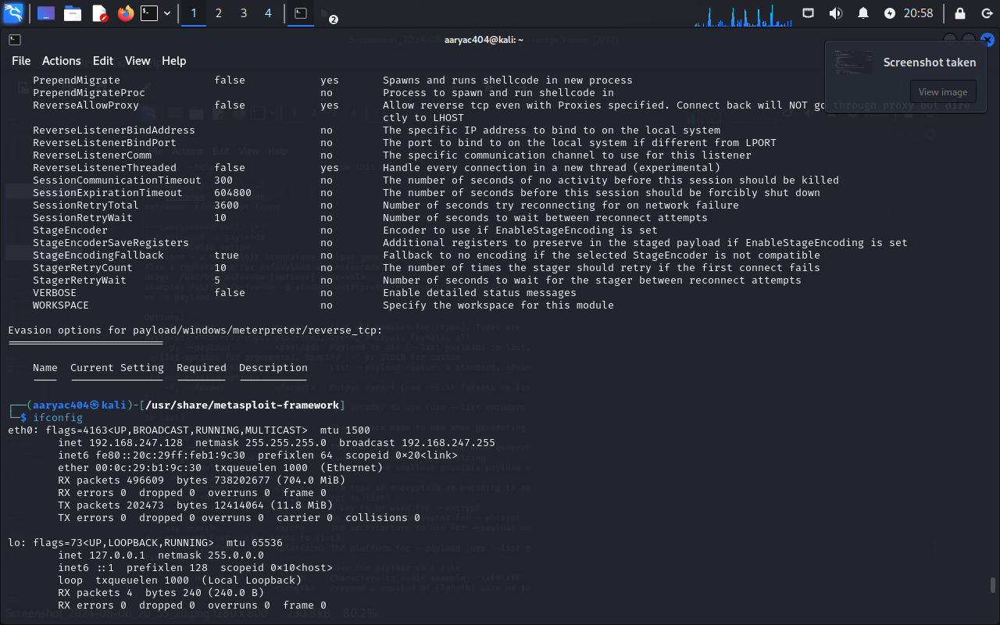 1 2 3 4 2 20:58
aaryac404@kali: ~
File Actions Edit View Help
Screenshot taken
View image
PrependMigrate false yes Spawns and runs shellcode in new process
PrependMigrateProc no Process to spawn and run shellcode in
ReverseAllowProxy false yes Allow reverse tcp even with Proxies specified. Connect back will NOT go through proxy but dire
ctly to LHOST
ReverseListenerBindAddress no The specific IP address to bind to on the local system
ReverseListenerBindPort no The port to bind to on the local system if different from LPORT
ReverseListenerComm no The specific communication channel to use for this listener
ReverseListenerThreaded false yes Handle every connection in a new thread (experimental)
SessionCommunicationTimeout 300 no The number of seconds of no activity before this session should be killed
SessionExpirationTimeout 604800 no The number of seconds before this session should be forcibly shut down
SessionRetryTotal 3600 no Number of seconds try reconnecting for on network failure
SessionRetryWait 10 no Number of seconds to wait between reconnect attempts
StageEncoder no Encoder to use if EnableStageEncoding is set
StageEncoderSaveRegisters no Additional registers to preserve in the staged payload if EnableStageEncoding is set
StageEncodingFallback true no Fallback to no encoding if the selected StageEncoder is not compatible
StagerRetryCount 10 no The number of times the stager should retry if the first connect fails
StagerRetryWait 5 no Number of seconds to wait for the stager between reconnect attempts
VERBOSE false no Enable detailed status messages
WORKSPACE no Specify the workspace for this module
Evasion options for payload/windows/meterpreter/reverse_tcp:
Name Current Setting Required Description
┌──(aaryac404㉿kali)-[/usr/share/metasploit-framework]
└─$ ifconfig
eth0: flags=4163<UP,BROADCAST,RUNNING,MULTICAST> mtu 1500
inet 192.168.247.128 netmask 255.255.255.0 broadcast 192.168.247.255
inet6 fe80::20c:29ff:feb1:9c30 prefixlen 64 scopeid 0×20<link>
ether 00:0c:29:b1:9c:30 txqueuelen 1000 (Ethernet)
RX packets 496609 bytes 738202677 (704.0 MiB)
RX errors 0 dropped 0 overruns 0 frame 0
TX packets 202473 bytes 12414064 (11.8 MiB)
TX errors 0 dropped 0 overruns 0 carrier 0 collisions 0
lo: flags=73<UP,LOOPBACK,RUNNING> mtu 65536
inet 127.0.0.1 netmask 255.0.0.0
inet6 ::1 prefixlen 128 scopeid 0×10<host>
loop txqueuelen 1000 (Local Loopback)
RX packets 4 bytes 240 (240.0 B)
RX errors 0 dropped 0 overruns 0 frame 0